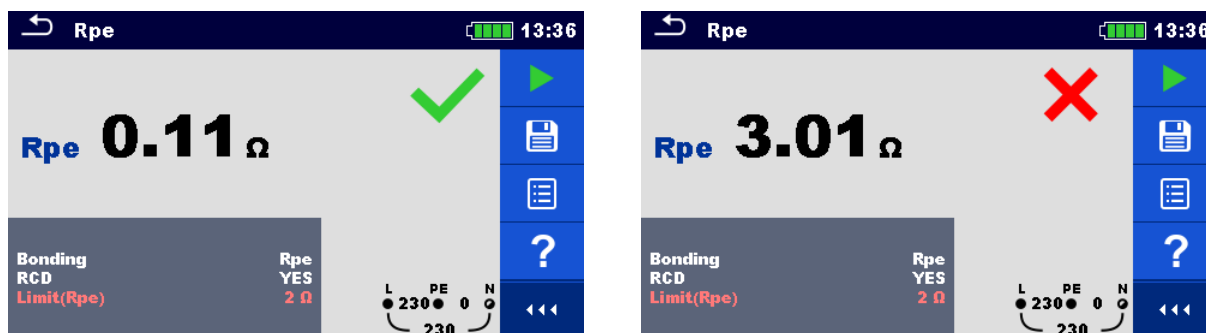 Rpe 13:36
Rpe 0.11 Ω
Bonding Rpe
RCD YES
Limit(Rpe) 2 Ω
?
L PE N
230 0
230
Rpe 13:36
Rpe 3.01 Ω
Bonding Rpe
RCD YES
Limit(Rpe) 2 Ω
?
L PE N
230 0
230